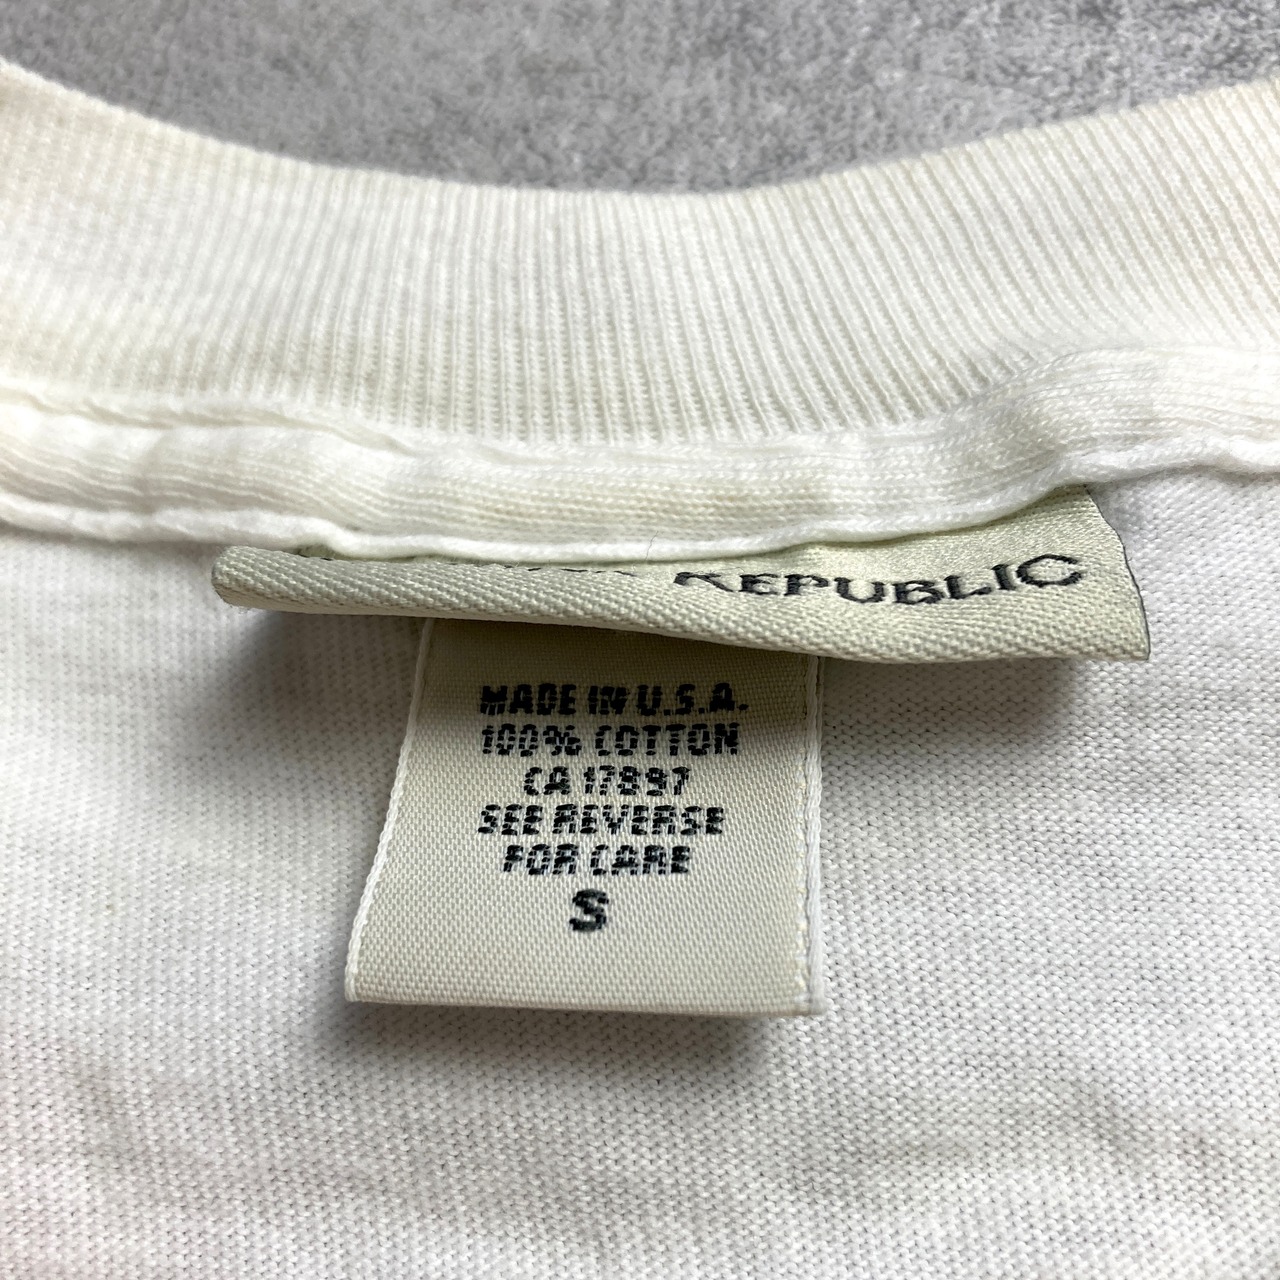 REPUBLIC
MADE IN U.S.A.
100% COTTON
CA 17897
SEE REVERSE
FOR CARE
S